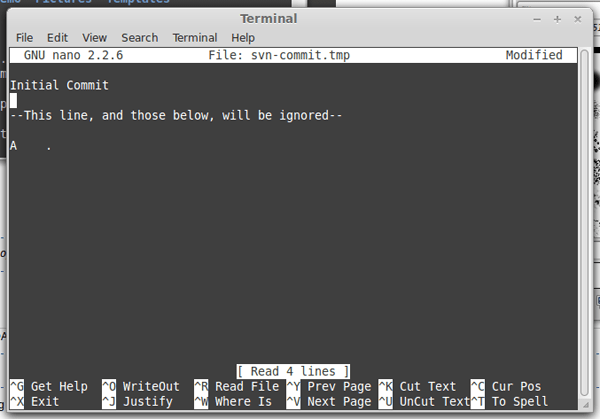 Pictures Templates
Terminal
File Edit View Search Terminal Help
GNU nano 2.2.6 File: svn-commit.tmp Modified
Initial Commit
--This line, and those below, will be ignored--
A .
[ Read 4 lines ]
^G Get Help ^O WriteOut ^R Read File ^Y Prev Page ^K Cut Text ^C Cur Pos
^X Exit ^J Justify ^W Where Is ^V Next Page ^U UnCut Text ^T To Spell